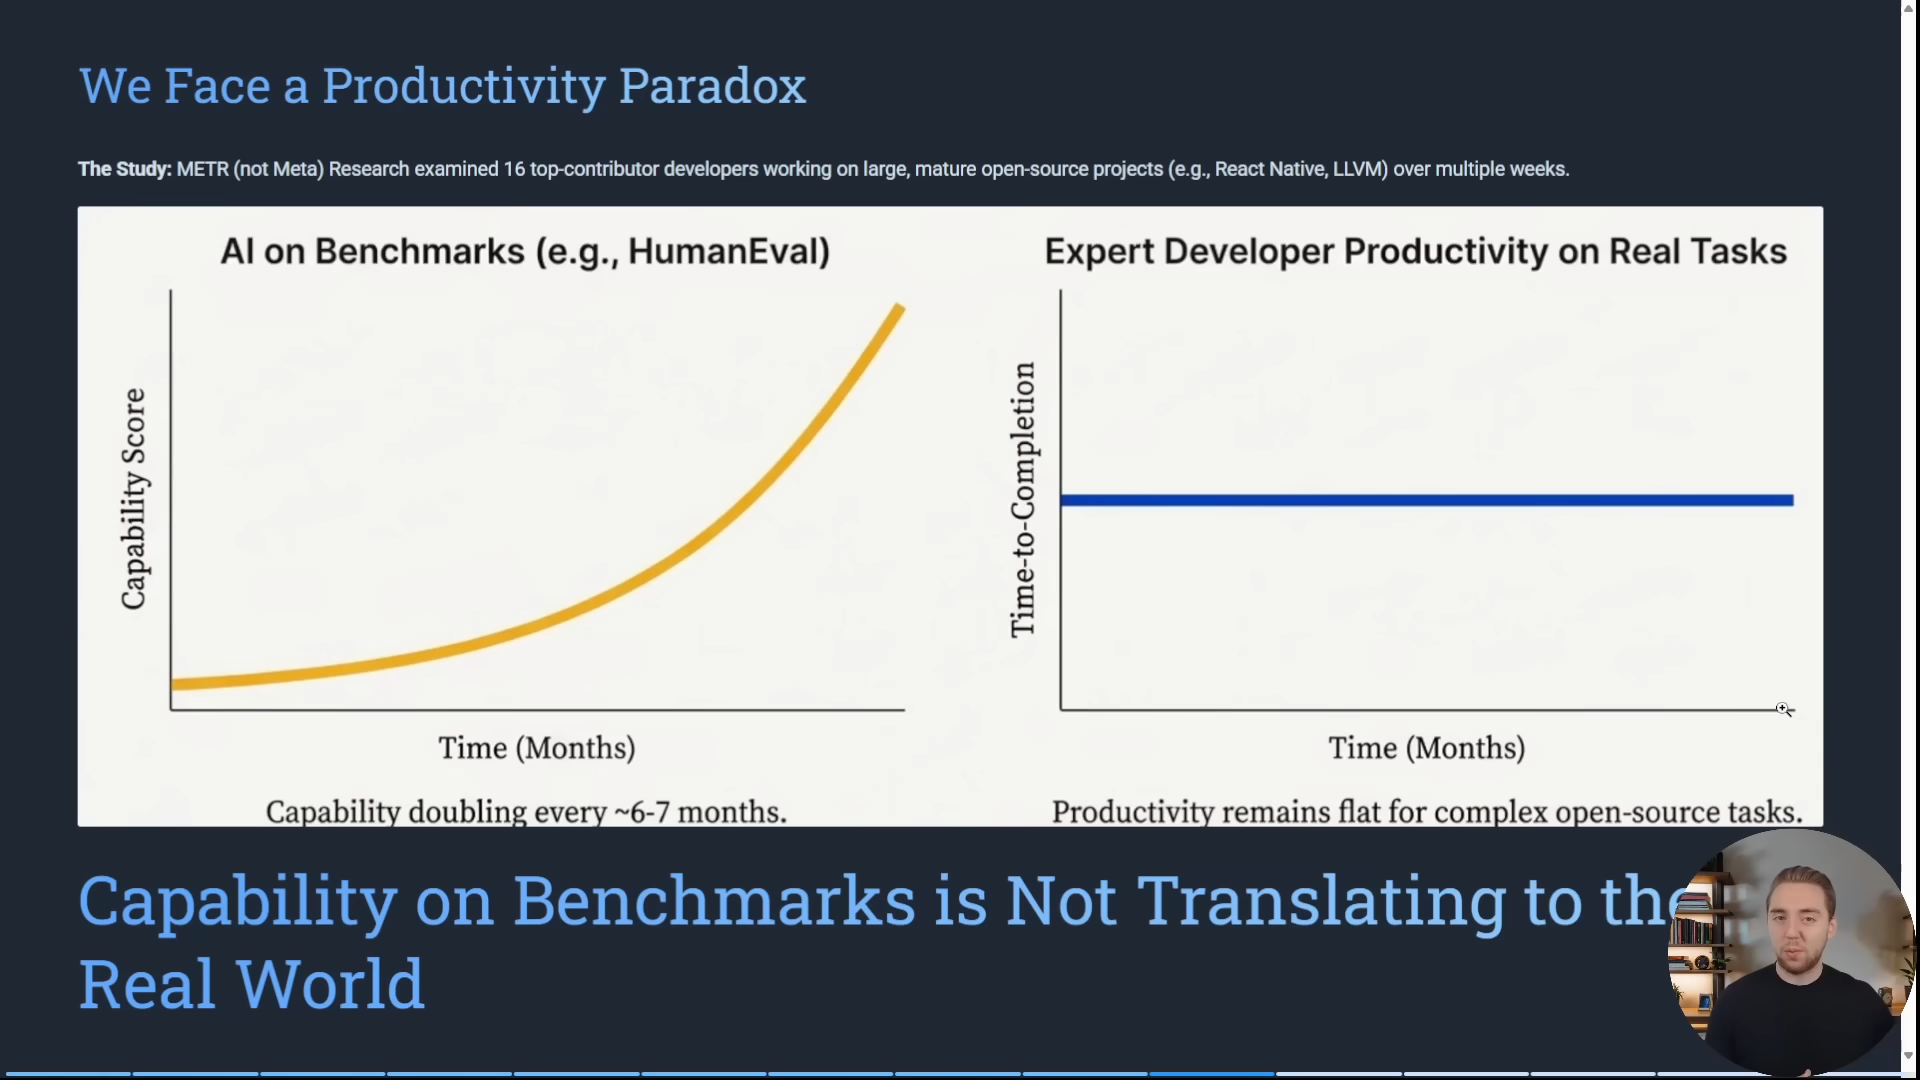 We Face a Productivity Paradox
The Study: METR (not Meta) Research examined 16 top-contributor developers working on large, mature open-source projects (e.g., React Native, LLVM) over multiple weeks.
AI on Benchmarks (e.g., HumanEval)
Capability Score
Time (Months)
Capability doubling every ~6-7 months.
Expert Developer Productivity on Real Tasks
Time-to-Completion
Time (Months)
Productivity remains flat for complex open-source tasks.
Capability on Benchmarks is Not Translating to the
Real World